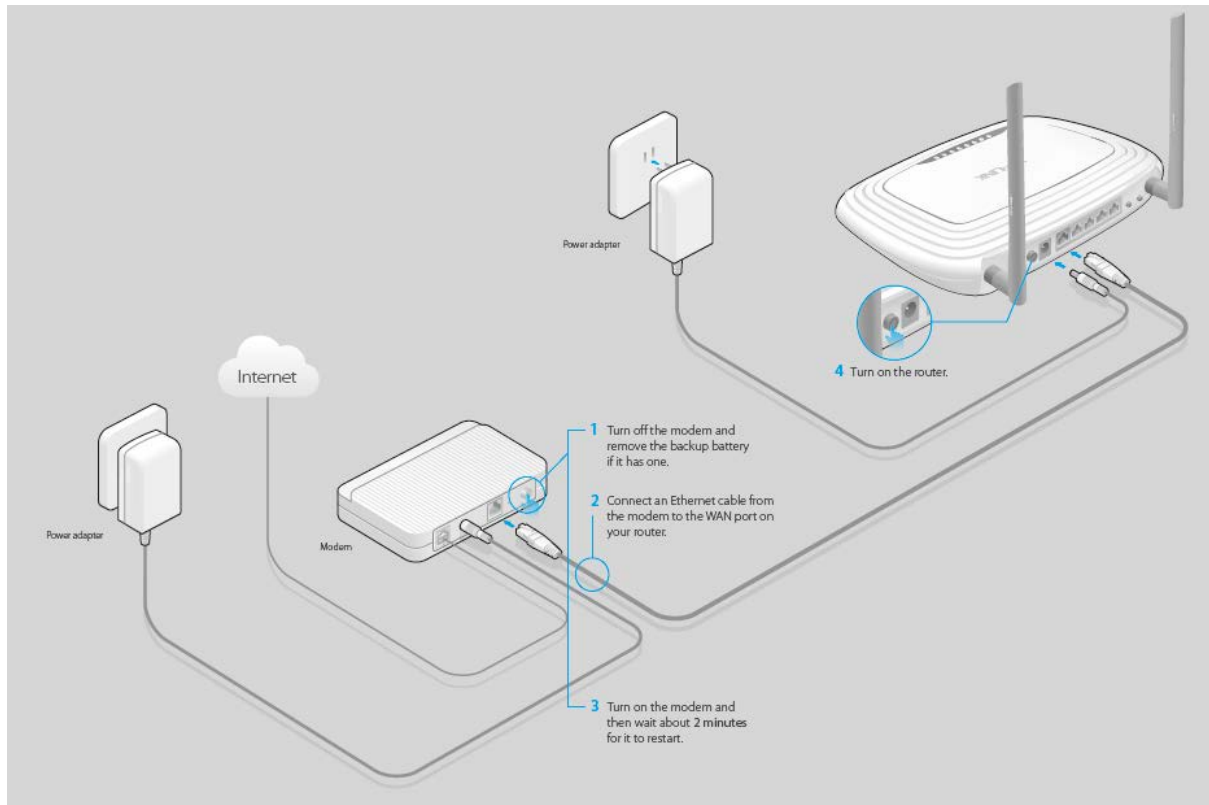 Power adapter
4 Turn on the router.
Internet
1 Turn off the modem and
remove the backup battery
if it has one.
2 Connect an Ethernet cable from
the modem to the WAN port on
your router.
Power adapter
Modem
3 Turn on the modem and
then wait about 2 minutes
for it to restart.